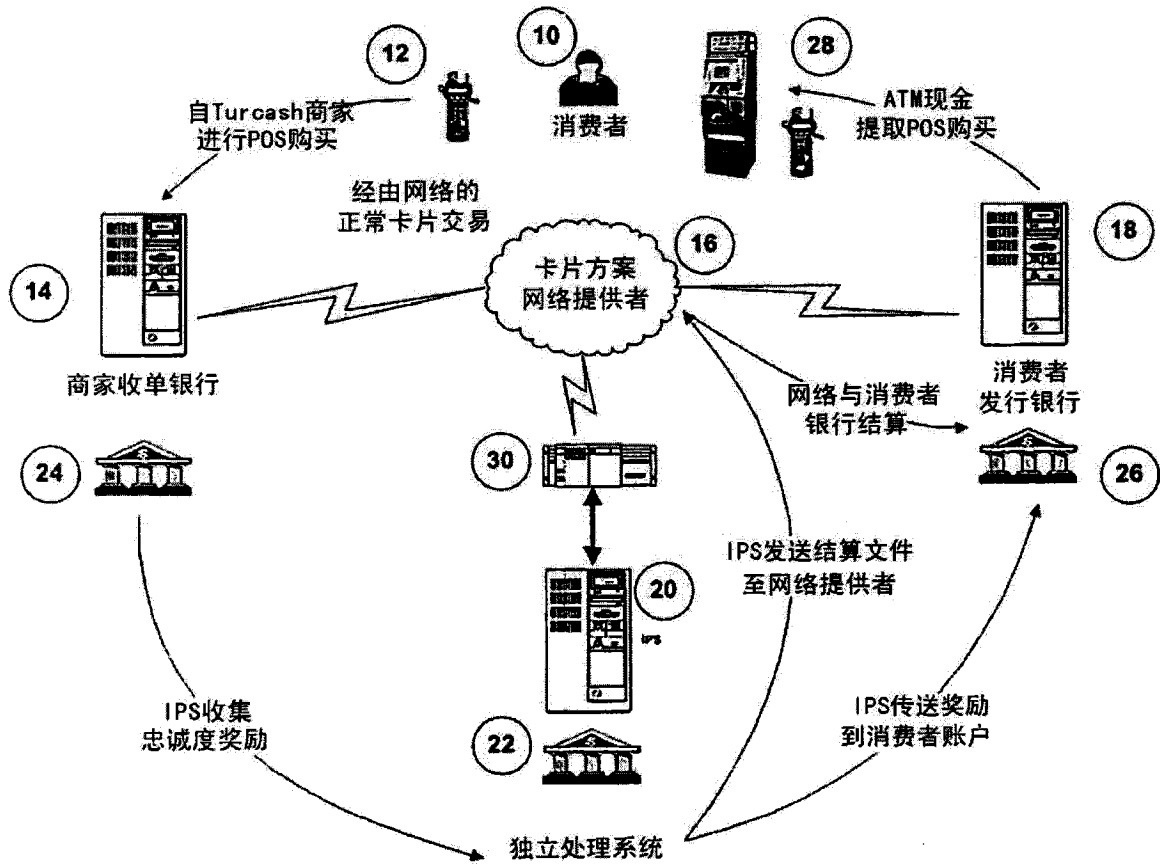 12
10
28
自Turcash商家
进行POS购买
消费者
ATM现金
提取POS购买
经由网络的
正常卡片交易
16
18
14
卡片方案
网络提供者
商家收单银行
消费者
发行银行
网络与消费者
银行结算
24
30
26
IPS发送结算文件
至网络提供者
20
IPS
IPS收集
忠诚度奖励
22
IPS传送奖励
到消费者账户
独立处理系统